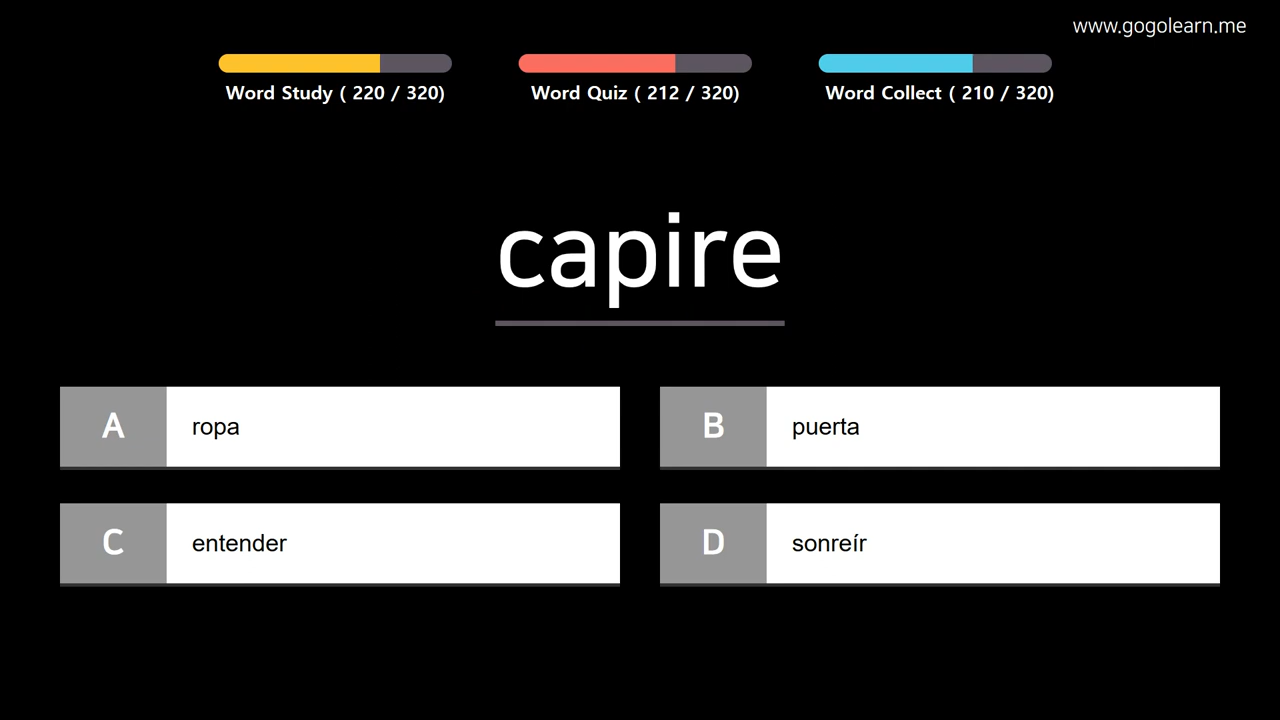 www.gogolearn.me
Word Study ( 220 / 320)
Word Quiz ( 212 / 320)
Word Collect ( 210 / 320)
capire
A ropa
B puerta
C entender
D sonreír